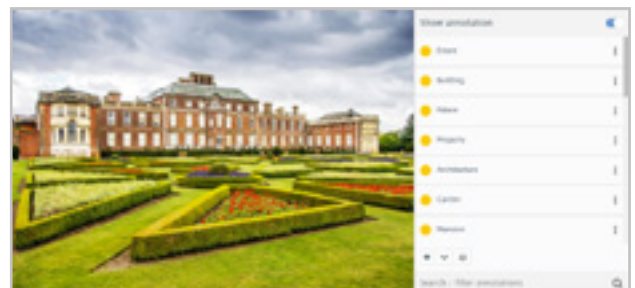 Show annotation
Estate
Building
Palace
Property
Architecture
Garden
Mansion
Search / filter annotations